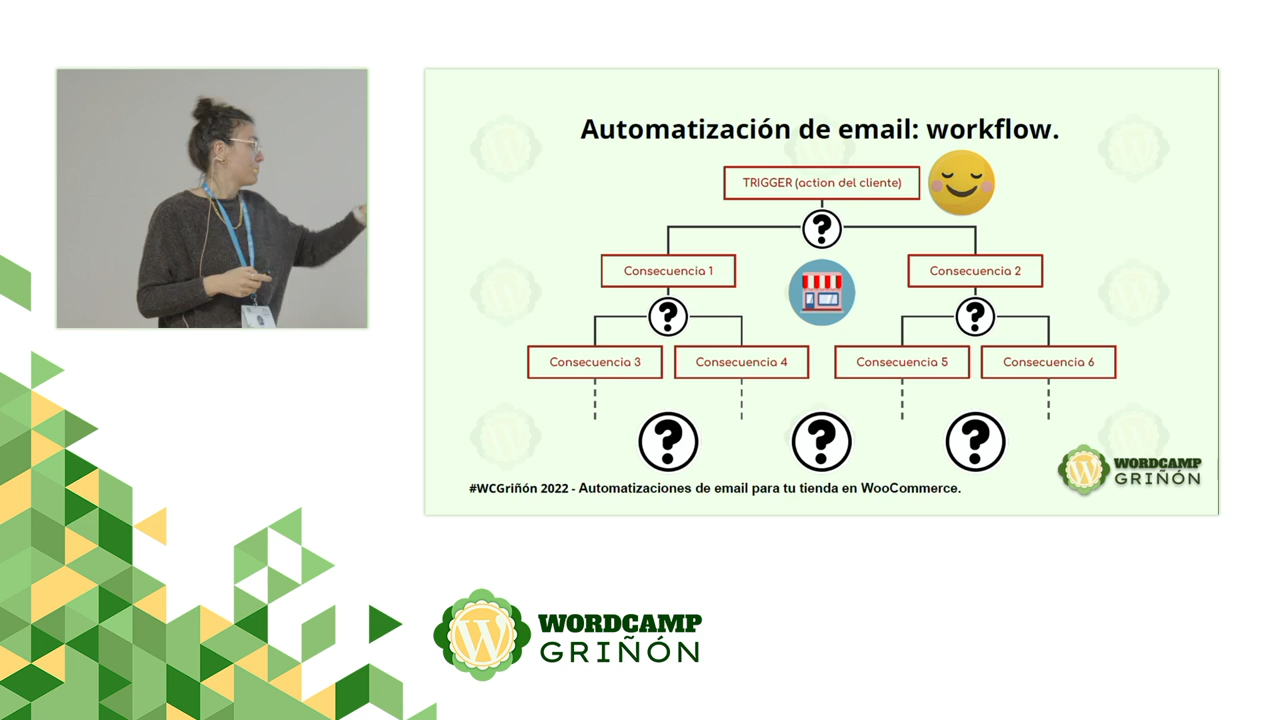 Automatización de email: workflow.
TRIGGER (action del cliente)
?
Consecuencia 1
Consecuencia 2
?
?
Consecuencia 3
Consecuencia 4
Consecuencia 5
Consecuencia 6
?
?
?
WORDCAMP
GRIÑÓN
#WCGriñón 2022 - Automatizaciones de email para tu tienda en WooCommerce.
WORDCAMP
GRIÑÓN